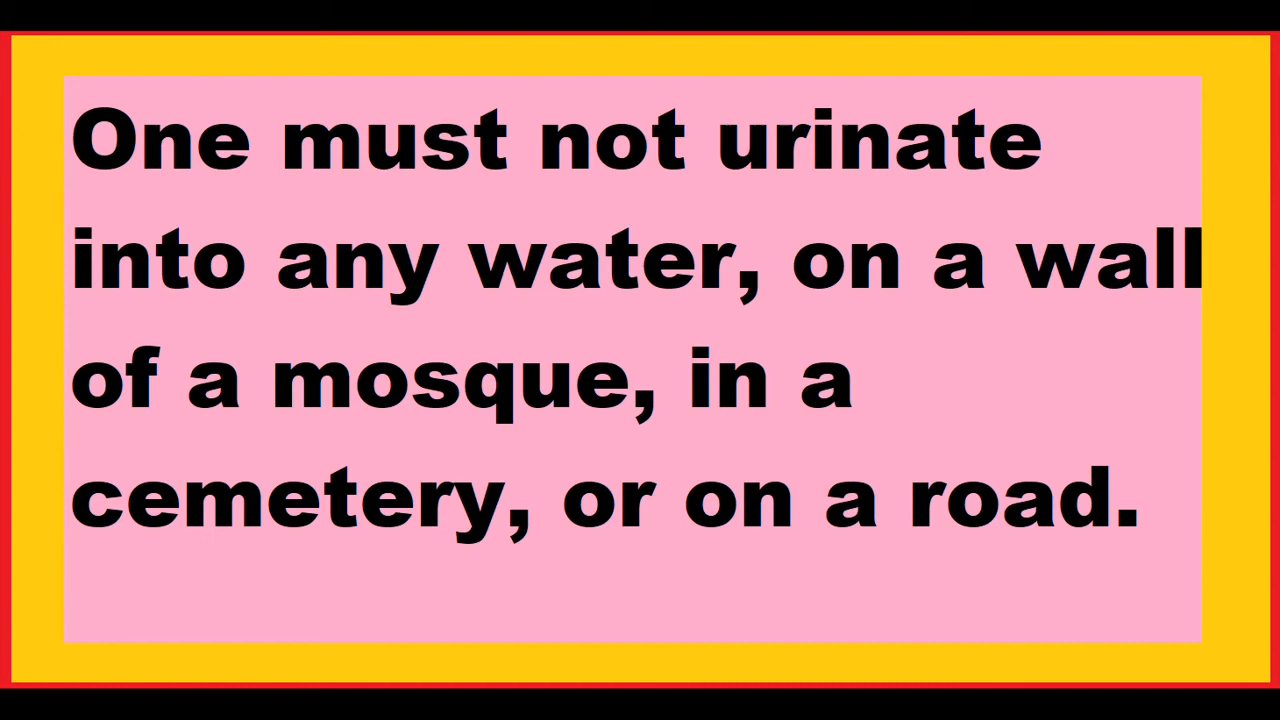 One must not urinate
into any water, on a wall
of a mosque, in a
cemetery, or on a road.